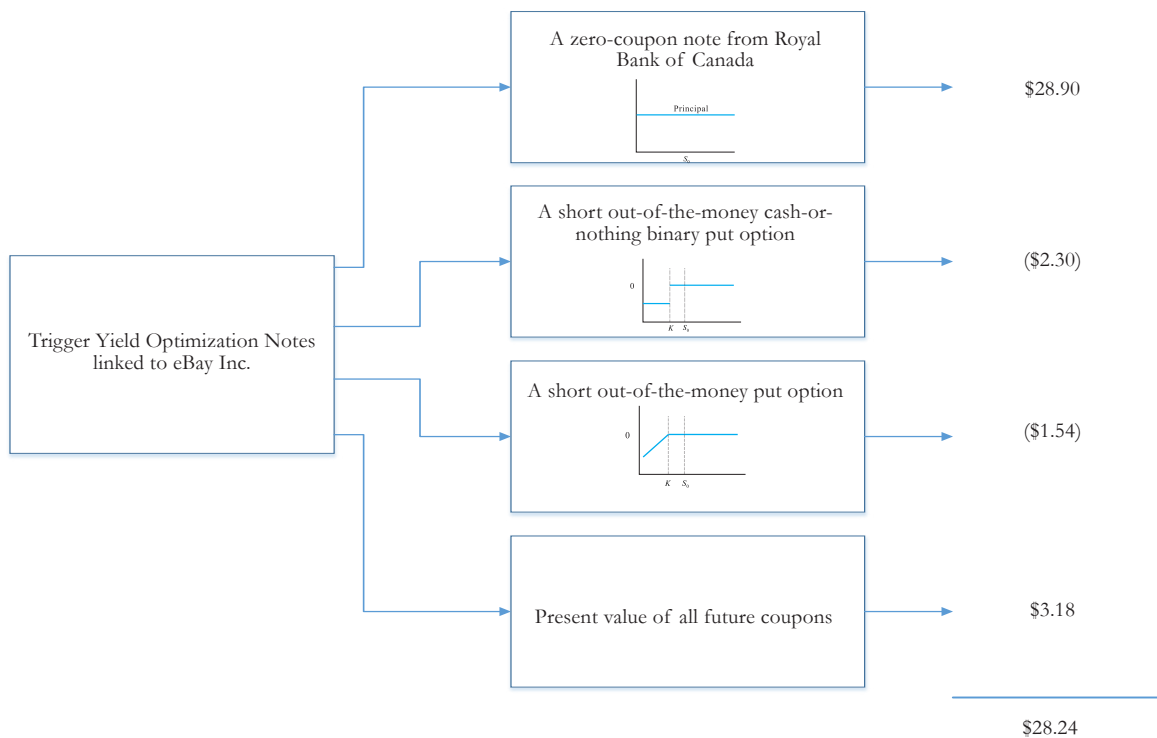 Trigger Yield Optimization Notes
linked to eBay Inc.
A zero-coupon note from Royal
Bank of Canada
Principal
S₀
$28.90
A short out-of-the-money cash-or-
nothing binary put option
0
K
S₀
($2.30)
A short out-of-the-money put option
0
K
S₀
($1.54)
Present value of all future coupons
$3.18
$28.24